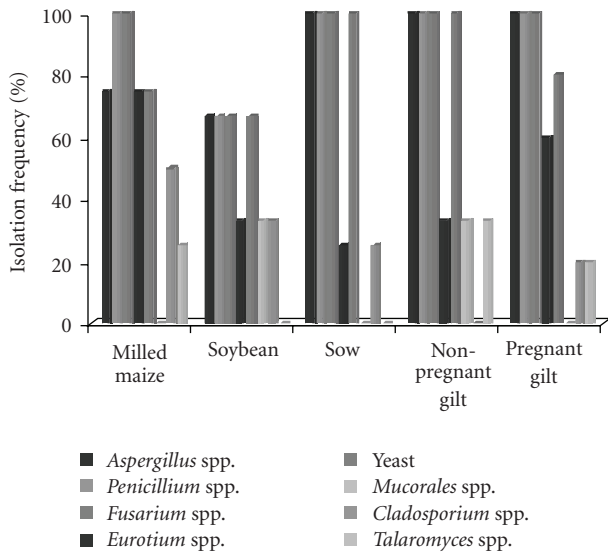 100
80
60
40
20
0
Isolation frequency (%)
Milled
maize
Soybean
Sow
Non-
pregnant
gilt
Pregnant
gilt
Aspergillus spp.
Penicillium spp.
Fusarium spp.
Eurotium spp.
Yeast
Mucorales spp.
Cladosporium spp.
Talaromyces spp.